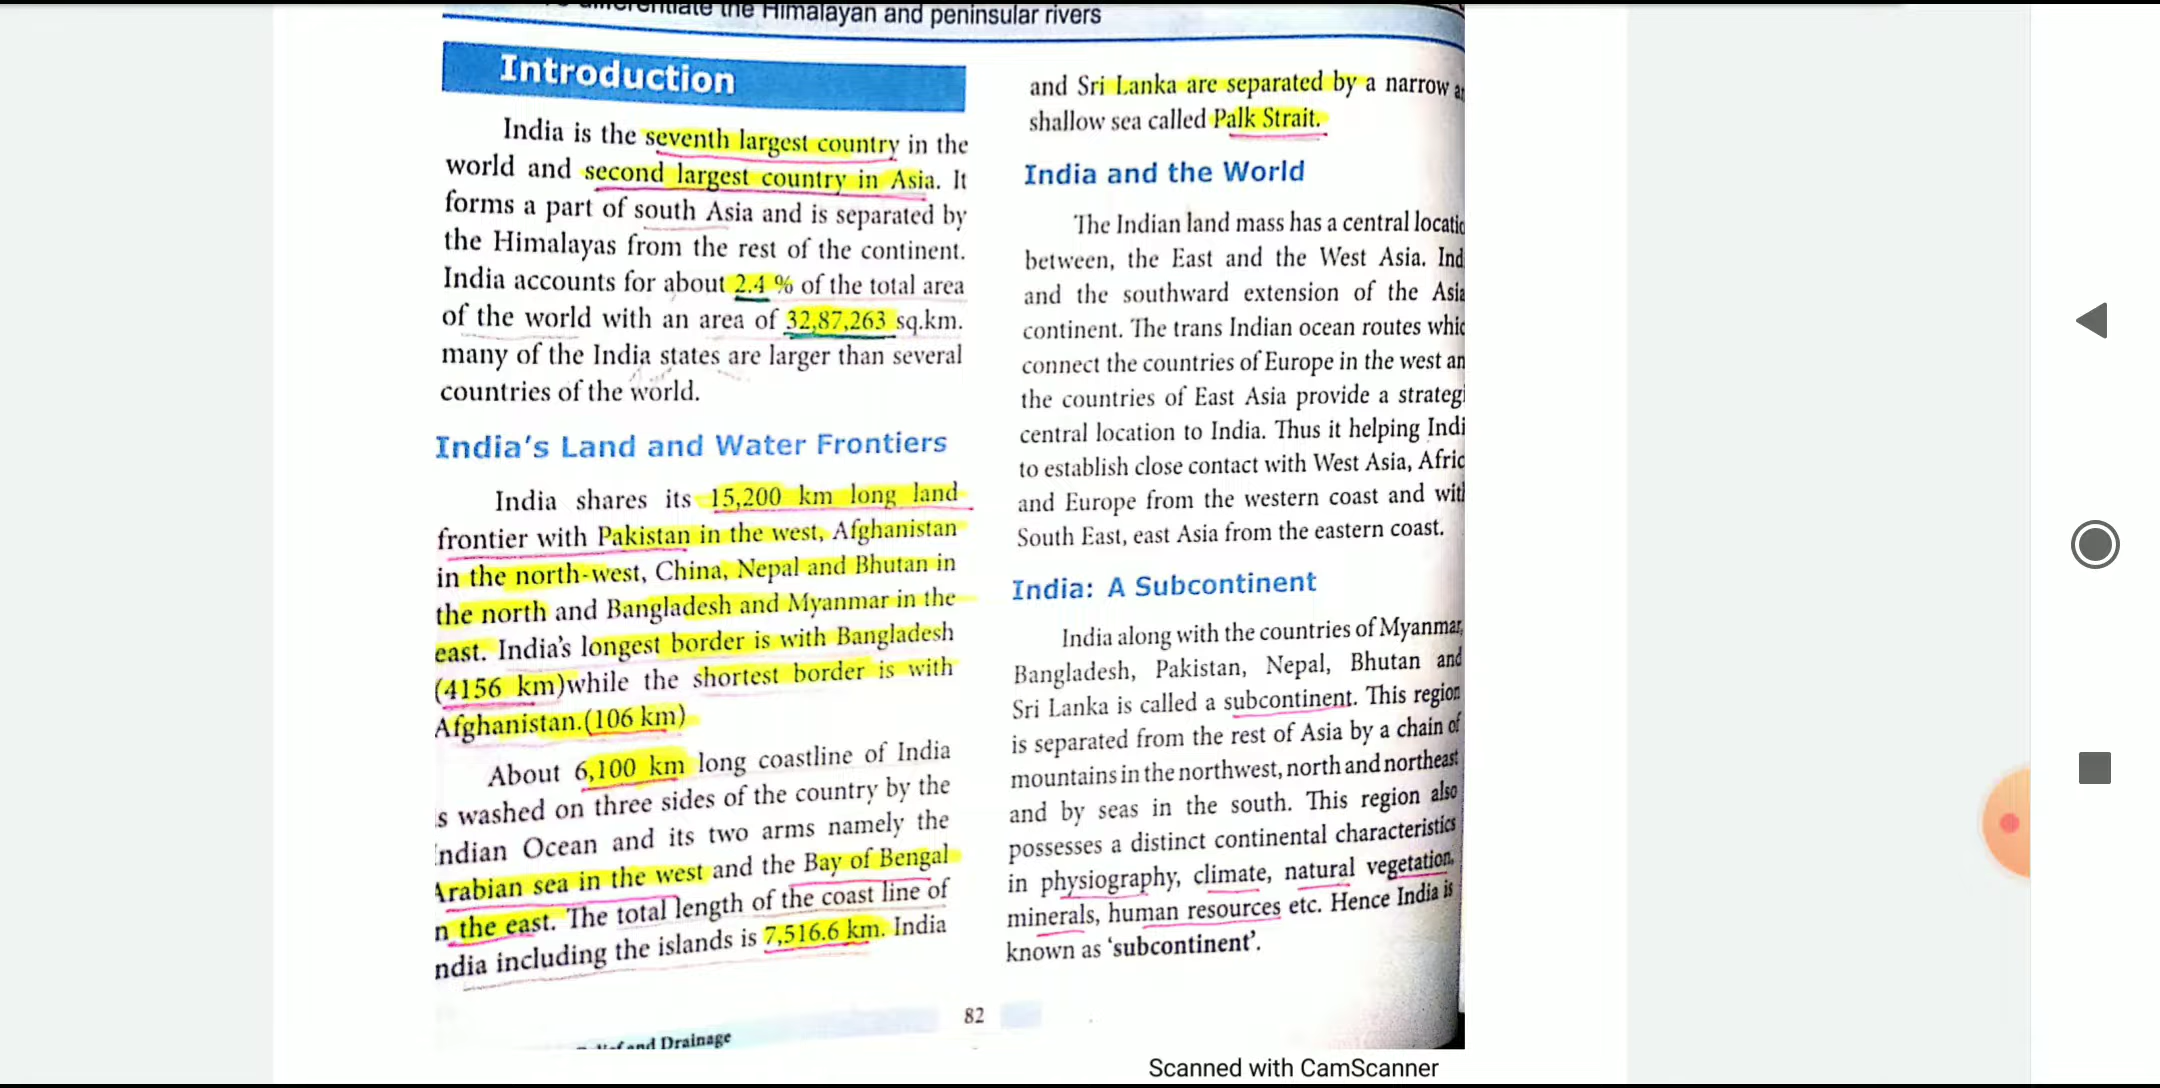 differentiate the Himalayan and peninsular rivers
Introduction
India is the seventh largest country in the
world and second largest country in Asia. It
forms a part of south Asia and is separated by
the Himalayas from the rest of the continent.
India accounts for about 2.4 % of the total area
of the world with an area of 32,87,263 sq.km.
many of the India states are larger than several
countries of the world.
India's Land and Water Frontiers
India shares its 15,200 km long land
frontier with Pakistan in the west, Afghanistan
in the north-west, China, Nepal and Bhutan in
the north and Bangladesh and Myanmar in the
east. India's longest border is with Bangladesh
(4156 km)while the shortest border is with
Afghanistan.(106 km)
About 6,100 km long coastline of India
s washed on three sides of the country by the
ndian Ocean and its two arms namely the
Arabian sea in the west and the Bay of Bengal
n the east. The total length of the coast line of
ndia including the islands is 7,516.6 km. India
and Sri Lanka are separated by a narrow
shallow sea called Palk Strait.
India and the World
The Indian land mass has a central locatio
between, the East and the West Asia. Ind
and the southward extension of the Asia
continent. The trans Indian ocean routes whic
connect the countries of Europe in the west an
the countries of East Asia provide a strategi
central location to India. Thus it helping Indi
to establish close contact with West Asia, Afric
and Europe from the western coast and wit
South East, east Asia from the eastern coast.
India: A Subcontinent
India along with the countries of Myanmar,
Bangladesh, Pakistan, Nepal, Bhutan and
Sri Lanka is called a subcontinent. This region
is separated from the rest of Asia by a chain of
mountains in the northwest, north and northeast
and by seas in the south. This region also
possesses a distinct continental characteristics
in physiography, climate, natural vegetation,
minerals, human resources etc. Hence India is
known as 'subcontinent'.
82
and Drainage
Scanned with CamScanner